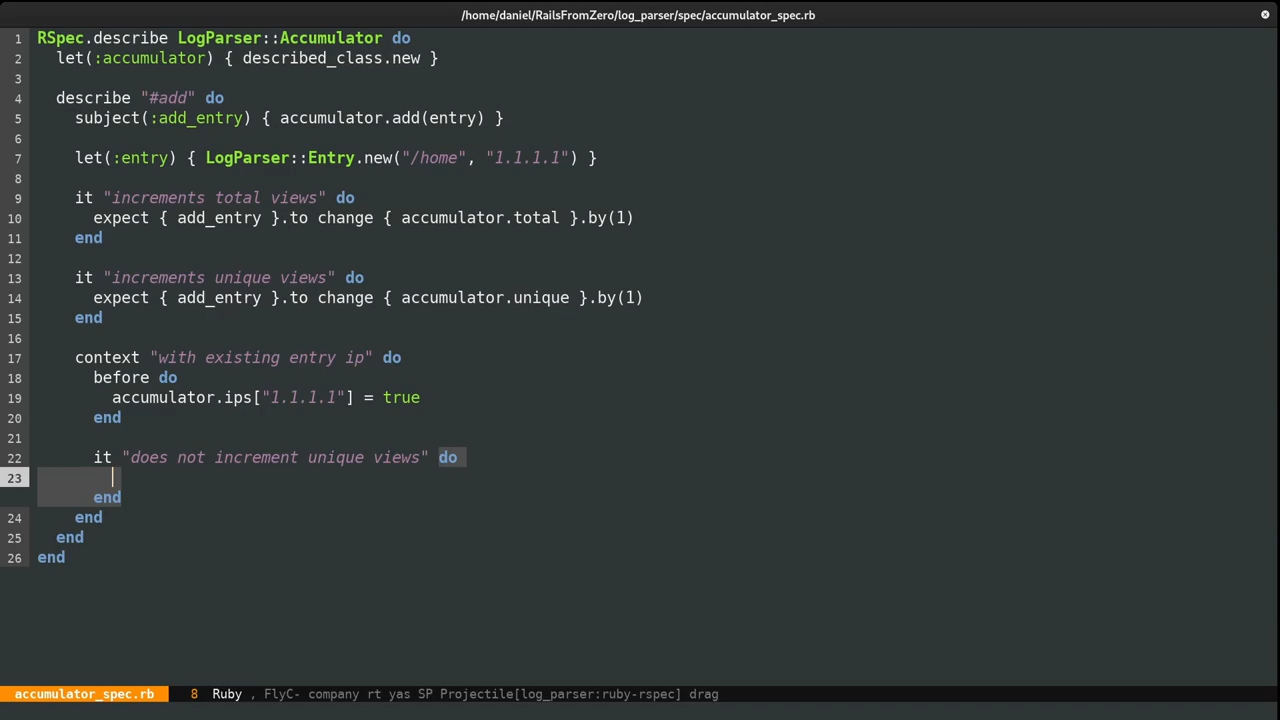 /home/daniel/RailsFromZero/log_parser/spec/accumulator_spec.rb
1 RSpec.describe LogParser::Accumulator do
2 let(:accumulator) { described_class.new }
3
4 describe "#add" do
5 subject(:add_entry) { accumulator.add(entry) }
6
7 let(:entry) { LogParser::Entry.new("/home", "1.1.1.1") }
8
9 it "increments total views" do
10 expect { add_entry }.to change { accumulator.total }.by(1)
11 end
12
13 it "increments unique views" do
14 expect { add_entry }.to change { accumulator.unique }.by(1)
15 end
16
17 context "with existing entry ip" do
18 before do
19 accumulator.ips["1.1.1.1"] = true
20 end
21
22 it "does not increment unique views" do
23
end
24 end
25 end
26 end
accumulator_spec.rb 8 Ruby , FlyC- company rt yas SP Projectile[log_parser:ruby-rspec] drag